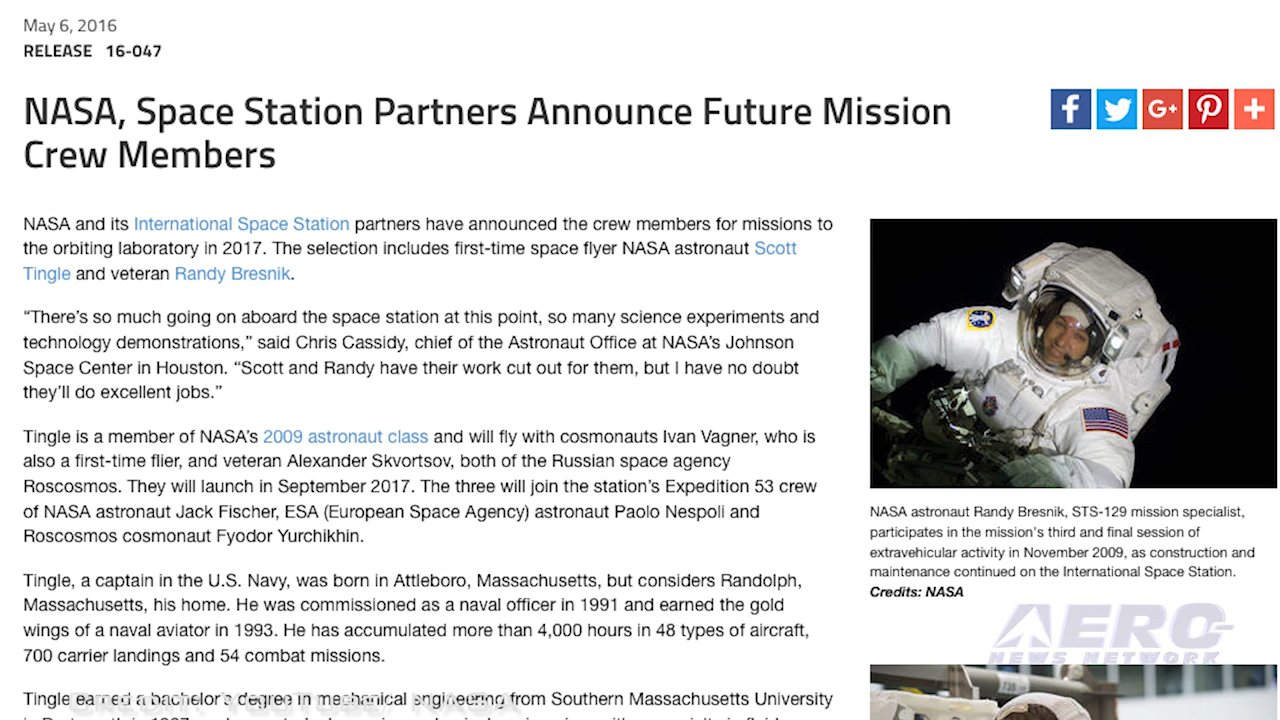 May 6, 2016
RELEASE 16-047
NASA, Space Station Partners Announce Future Mission
Crew Members
NASA and its International Space Station partners have announced the crew members for missions to
the orbiting laboratory in 2017. The selection includes first-time space flyer NASA astronaut Scott
Tingle and veteran Randy Bresnik.
“There’s so much going on aboard the space station at this point, so many science experiments and
technology demonstrations,” said Chris Cassidy, chief of the Astronaut Office at NASA’s Johnson
Space Center in Houston. “Scott and Randy have their work cut out for them, but I have no doubt
they’ll do excellent jobs.”
Tingle is a member of NASA’s 2009 astronaut class and will fly with cosmonauts Ivan Vagner, who is
also a first-time flier, and veteran Alexander Skvortsov, both of the Russian space agency
Roscosmos. They will launch in September 2017. The three will join the station’s Expedition 53 crew
of NASA astronaut Jack Fischer, ESA (European Space Agency) astronaut Paolo Nespoli and
Roscosmos cosmonaut Fyodor Yurchikhin.
Tingle, a captain in the U.S. Navy, was born in Attleboro, Massachusetts, but considers Randolph,
Massachusetts, his home. He was commissioned as a naval officer in 1991 and earned the gold
wings of a naval aviator in 1993. He has accumulated more than 4,000 hours in 48 types of aircraft,
700 carrier landings and 54 combat missions.
Tingle earned a bachelor’s degree in mechanical engineering from Southern Massachusetts University
NASA astronaut Randy Bresnik, STS-129 mission specialist,
participates in the mission's third and final session of
extravehicular activity in November 2009, as construction and
maintenance continued on the International Space Station.
Credits: NASA
AERO
NEWS NETWORK